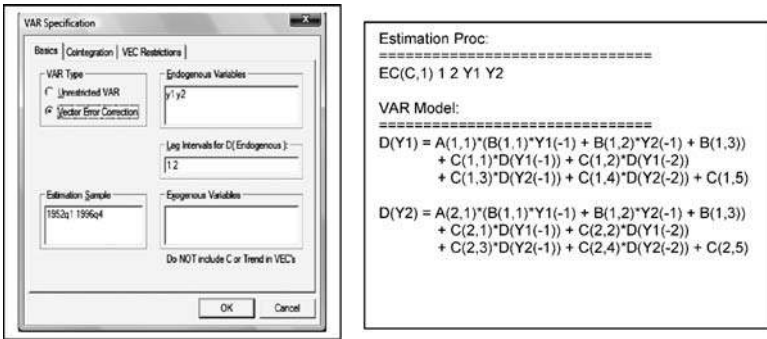 VAR Specification
Basics Cointegration VEC Restrictions
VAR Type
Unrestricted VAR
Vector Error Correction
Endogenous Variables
y1 y2
Lag Intervals for D(Endogenous):
1 2
Estimation Sample
1952q1 1996q4
Exogenous Variables
Do NOT include C or Trend in VEC's
OK Cancel
Estimation Proc:
===============================
EC(C,1) 1 2 Y1 Y2
VAR Model:
===============================
D(Y1) = A(1,1)*(B(1,1)*Y1(-1) + B(1,2)*Y2(-1) + B(1,3))
+ C(1,1)*D(Y1(-1)) + C(1,2)*D(Y1(-2))
+ C(1,3)*D(Y2(-1)) + C(1,4)*D(Y2(-2)) + C(1,5)
D(Y2) = A(2,1)*(B(1,1)*Y1(-1) + B(1,2)*Y2(-1) + B(1,3))
+ C(2,1)*D(Y1(-1)) + C(2,2)*D(Y1(-2))
+ C(2,3)*D(Y2(-1)) + C(2,4)*D(Y2(-2)) + C(2,5)